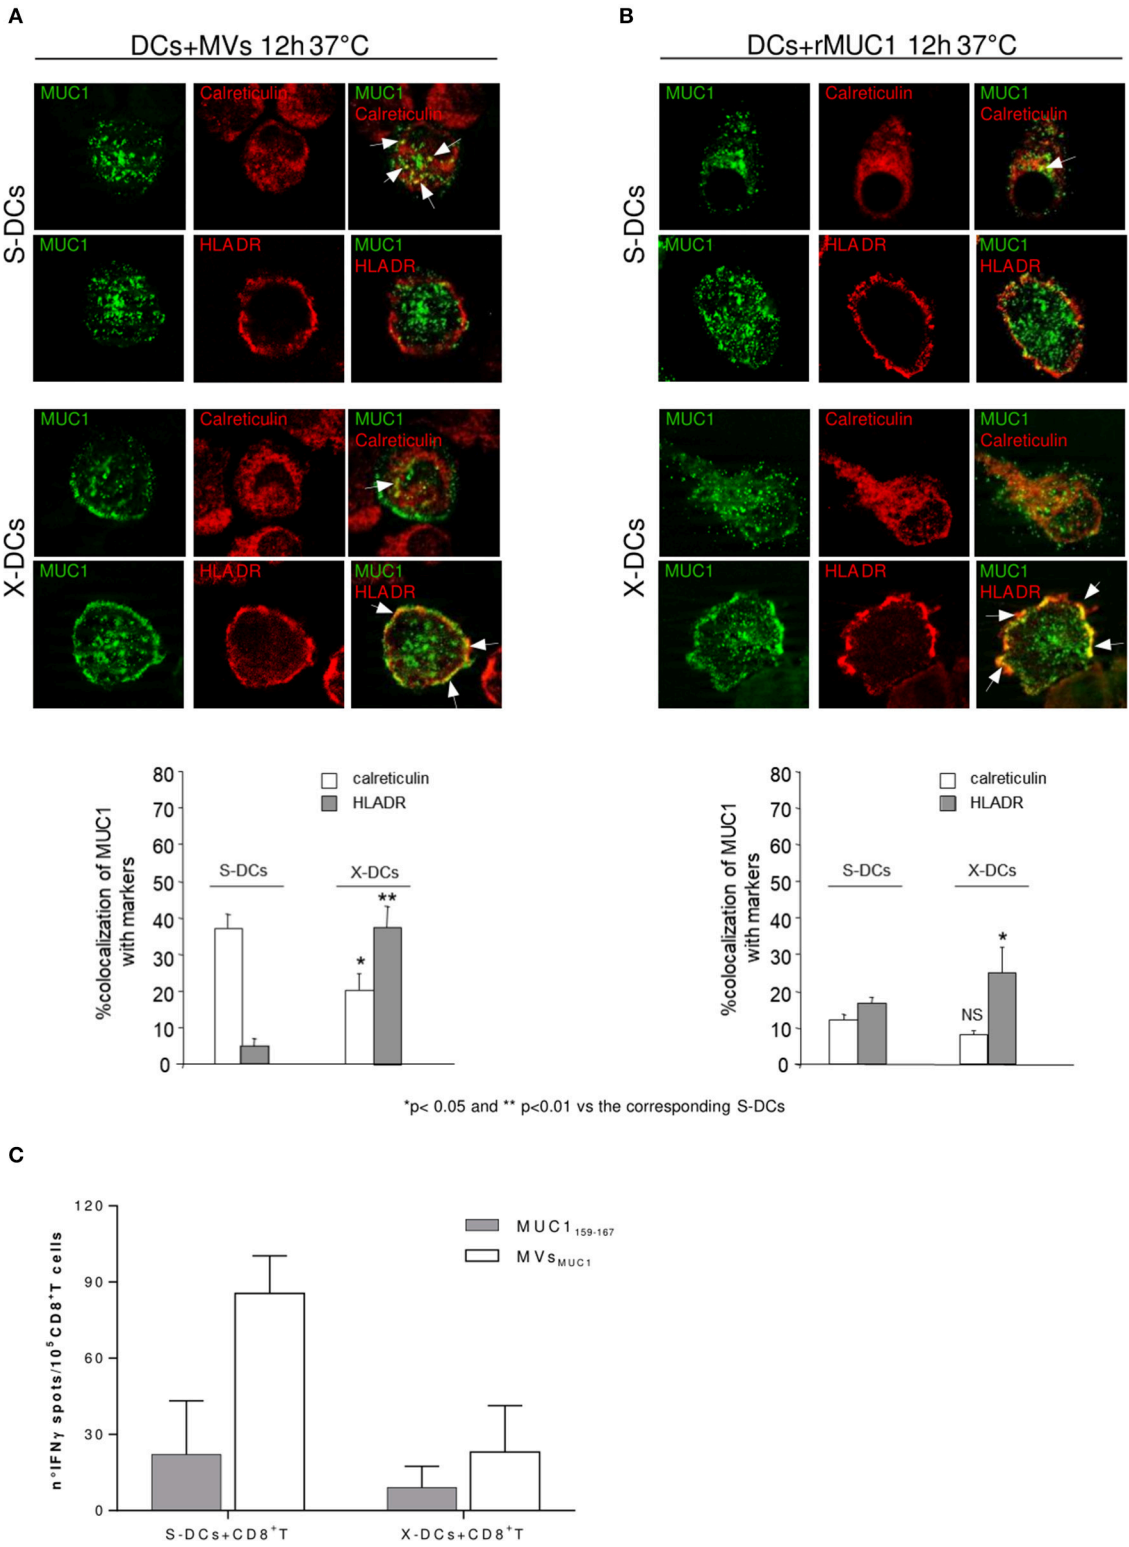 A
DCs+MVs 12h 37°C
S-DCs
MUC1
Calreticulin
MUC1
Calreticulin
MUC1
HLADR
MUC1
HLADR
X-DCs
MUC1
Calreticulin
MUC1
Calreticulin
MUC1
HLADR
MUC1
HLADR
%colocalization of MUC1
with markers
80
70
60
50
40
30
20
10
0
calreticulin
HLADR
S-DCs
X-DCs
*
**
B
DCs+rMUC1 12h 37°C
S-DCs
MUC1
Calreticulin
MUC1
Calreticulin
MUC1
HLADR
MUC1
HLADR
X-DCs
MUC1
Calreticulin
MUC1
Calreticulin
MUC1
HLADR
MUC1
HLADR
%colocalization of MUC1
with markers
80
70
60
50
40
30
20
10
0
calreticulin
HLADR
S-DCs
X-DCs
NS
*
*p< 0.05 and ** p<0.01 vs the corresponding S-DCs
C
n°IFNγ spots/10⁵CD8⁺T cells
120
90
60
30
0
MUC1₁₅₉₋₁₆₇
MVs_MUC1
S-DCs+CD8⁺T
X-DCs+CD8⁺T